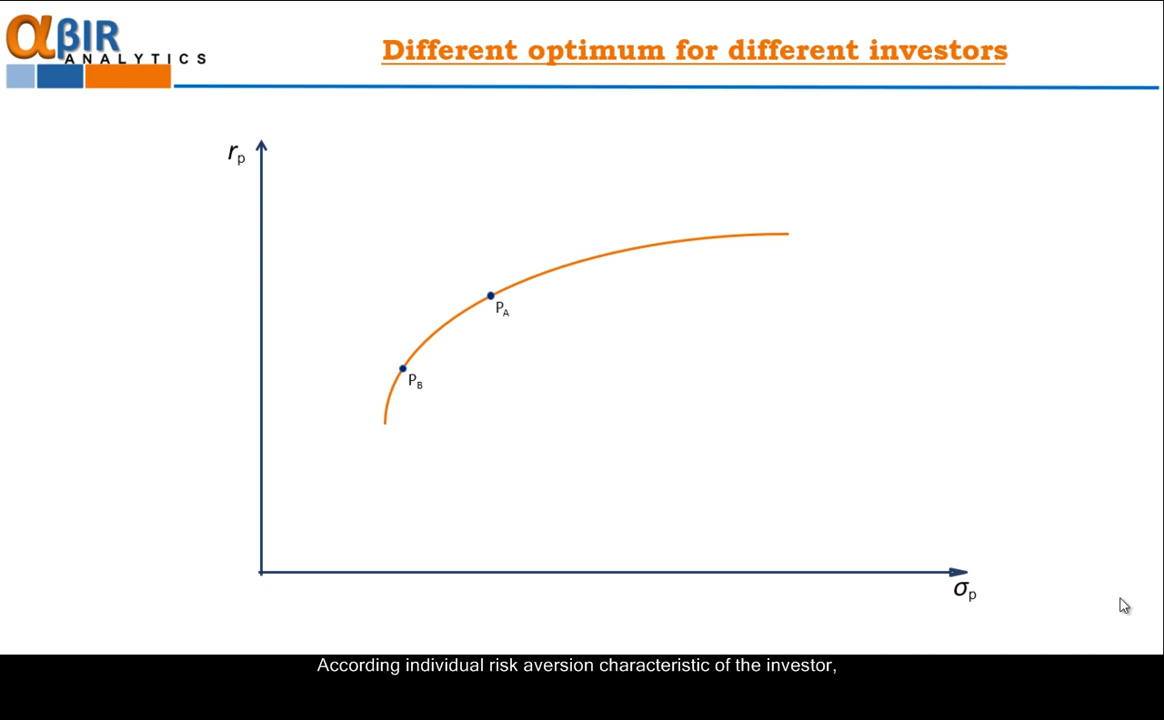 αβIR
ANALYTICS
Different optimum for different investors
rp
PA
PB
σp
According individual risk aversion characteristic of the investor,